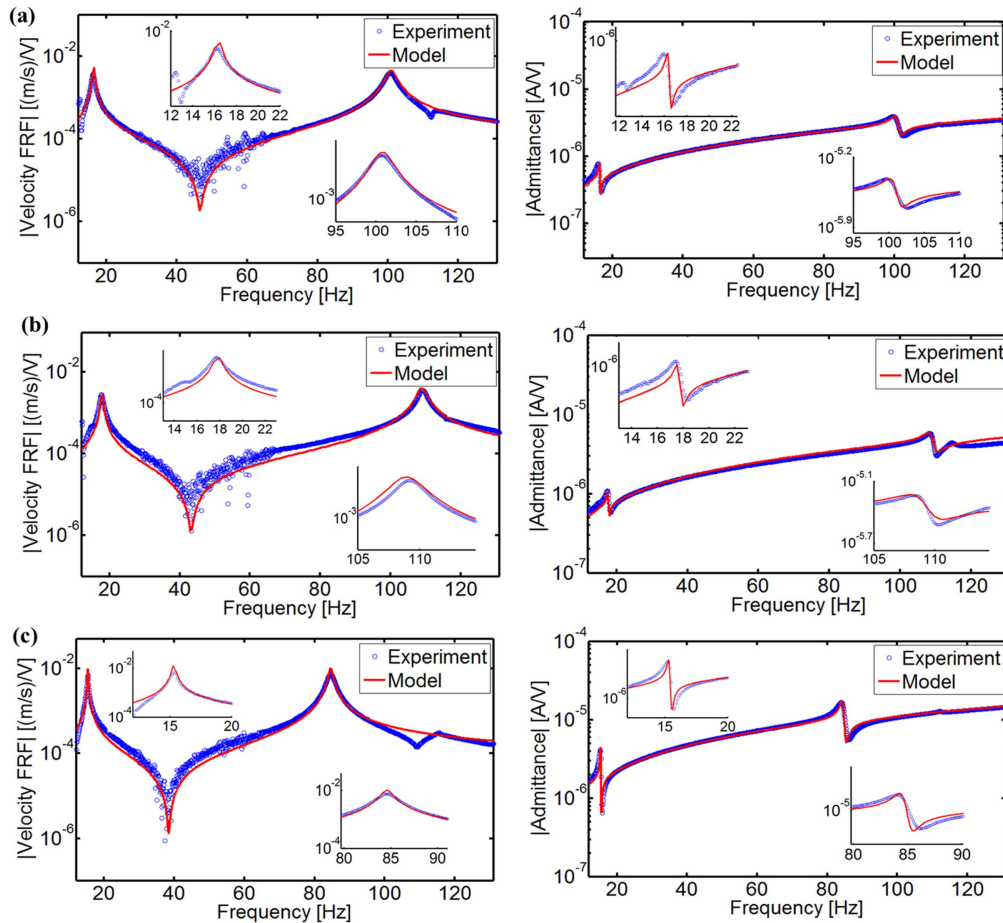 (a)
|Velocity FRF| [(m/s)/V]
10⁻²
10⁻⁴
10⁻⁶
20 40 60 80 100 120
Frequency [Hz]
Experiment
Model
10⁻²
12 14 16 18 20 22
10⁻³
95 100 105 110
|Admittance| [A/V]
10⁻⁴
10⁻⁵
10⁻⁶
10⁻⁷
20 40 60 80 100 120
Frequency [Hz]
Experiment
Model
10⁻⁶
12 14 16 18 20 22
10⁻⁵·²
10⁻⁵·⁹
95 100 105 110
(b)
|Velocity FRF| [(m/s)/V]
10⁻²
10⁻⁴
10⁻⁶
20 40 60 80 100 120
Frequency [Hz]
Experiment
Model
10⁻⁴
14 16 18 20 22
10⁻³
105 110
|Admittance| [A/V]
10⁻⁴
10⁻⁵
10⁻⁶
10⁻⁷
20 40 60 80 100 120
Frequency [Hz]
Experiment
Model
10⁻⁶
14 16 18 20 22
10⁻⁵·¹
10⁻⁵·⁷
105 110
(c)
|Velocity FRF| [(m/s)/V]
10⁻²
10⁻⁴
10⁻⁶
20 40 60 80 100 120
Frequency [Hz]
Experiment
Model
10⁻²
10⁻⁴
15 20
10⁻²
10⁻⁴
80 85 90
|Admittance| [A/V]
10⁻⁴
10⁻⁵
10⁻⁶
10⁻⁷
20 40 60 80 100 120
Frequency [Hz]
Experiment
Model
10⁻⁶
15 20
10⁻⁵
80 85 90